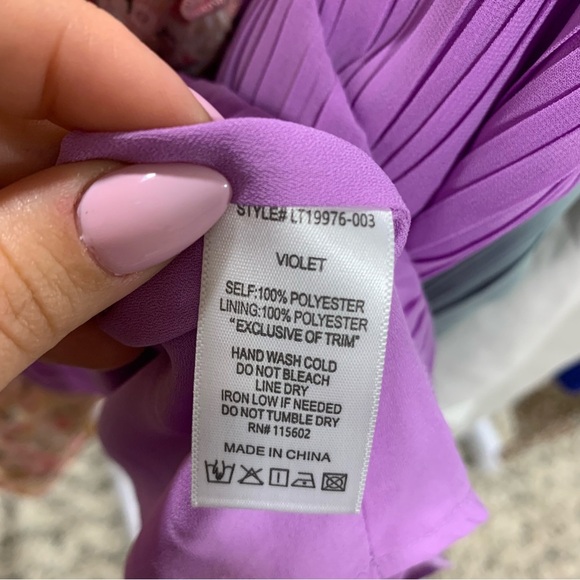 STYLE# LT19976-003
VIOLET
SELF:100% POLYESTER
LINING:100% POLYESTER
"EXCLUSIVE OF TRIM"
HAND WASH COLD
DO NOT BLEACH
LINE DRY
IRON LOW IF NEEDED
DO NOT TUMBLE DRY
RN# 115602
MADE IN CHINA